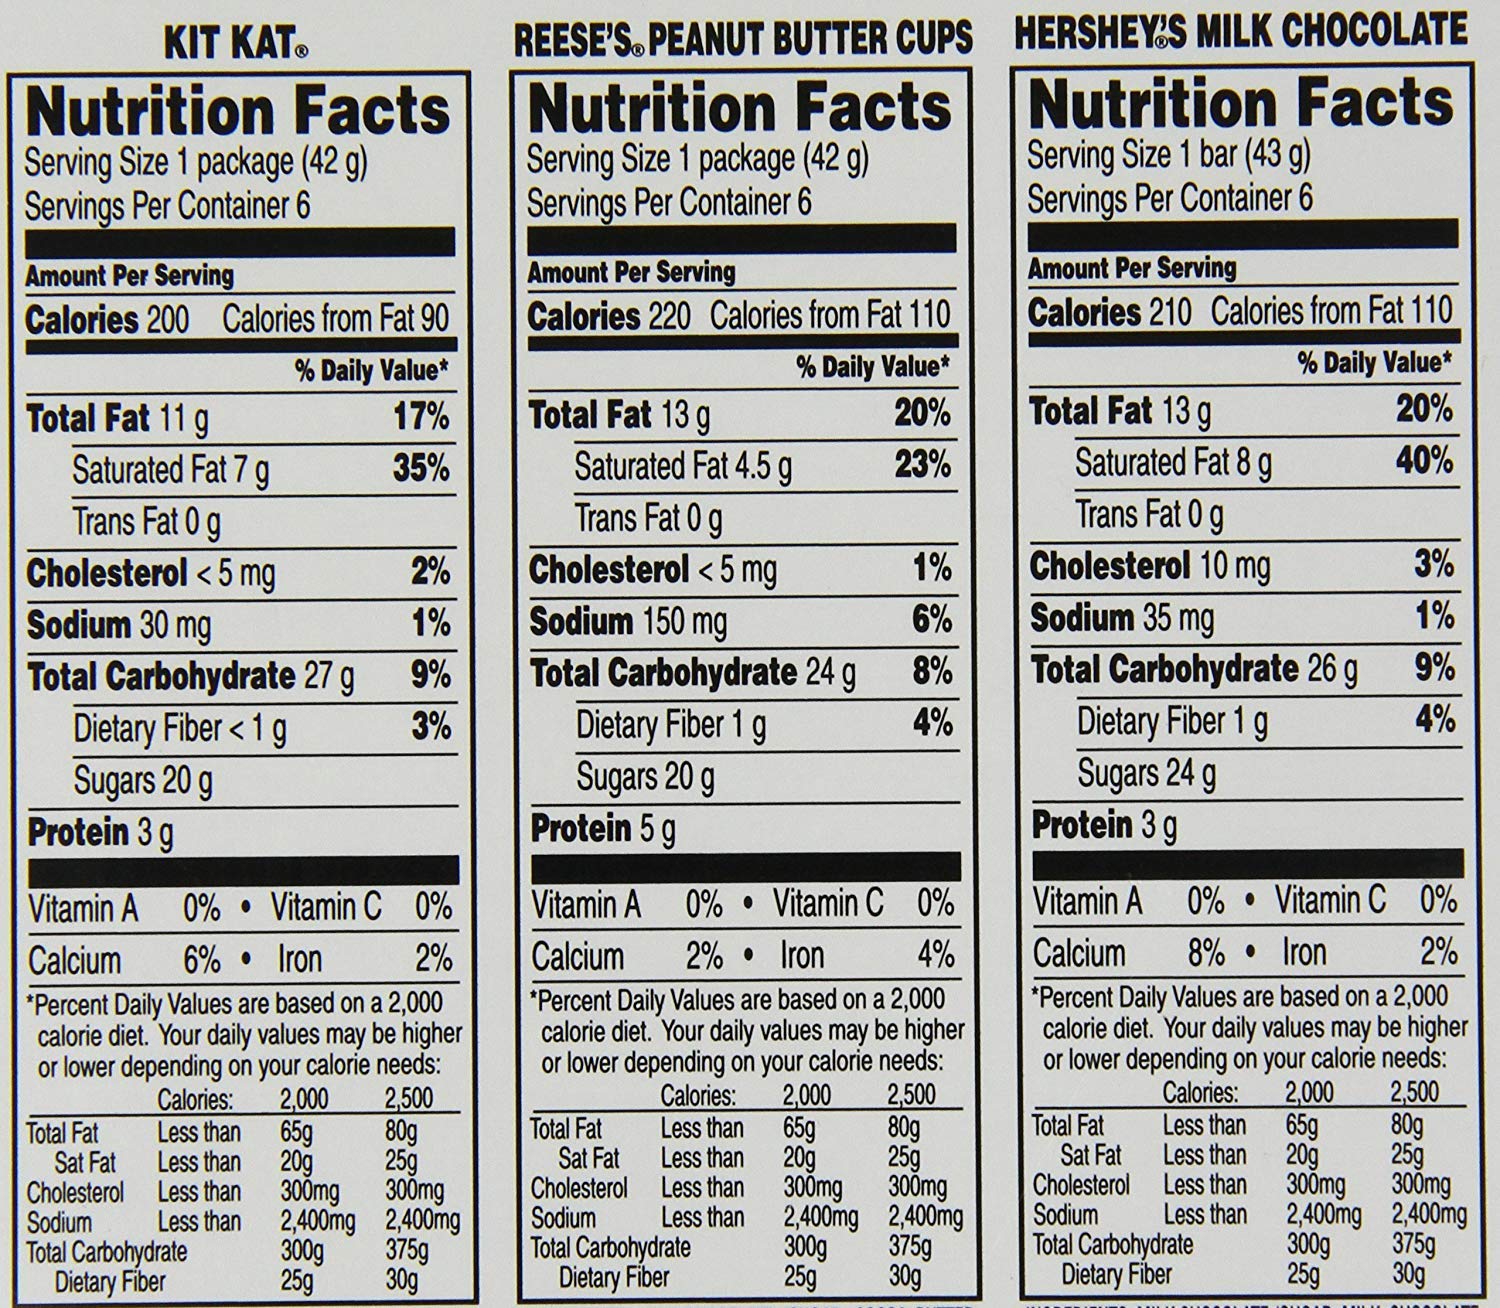 KIT KAT®
Nutrition Facts
Serving Size 1 package (42 g)
Servings Per Container 6
Amount Per Serving
Calories 200 Calories from Fat 90
% Daily Value*
Total Fat 11 g 17%
Saturated Fat 7 g 35%
Trans Fat 0 g
Cholesterol < 5 mg 2%
Sodium 30 mg 1%
Total Carbohydrate 27 g 9%
Dietary Fiber < 1 g 3%
Sugars 20 g
Protein 3 g
Vitamin A 0% • Vitamin C 0%
Calcium 6% • Iron 2%
*Percent Daily Values are based on a 2,000
calorie diet. Your daily values may be higher
or lower depending on your calorie needs:
Calories: 2,000 2,500
Total Fat Less than 65g 80g
Sat Fat Less than 20g 25g
Cholesterol Less than 300mg 300mg
Sodium Less than 2,400mg 2,400mg
Total Carbohydrate 300g 375g
Dietary Fiber 25g 30g
REESE'S® PEANUT BUTTER CUPS
Nutrition Facts
Serving Size 1 package (42 g)
Servings Per Container 6
Amount Per Serving
Calories 220 Calories from Fat 110
% Daily Value*
Total Fat 13 g 20%
Saturated Fat 4.5 g 23%
Trans Fat 0 g
Cholesterol < 5 mg 1%
Sodium 150 mg 6%
Total Carbohydrate 24 g 8%
Dietary Fiber 1 g 4%
Sugars 20 g
Protein 5 g
Vitamin A 0% • Vitamin C 0%
Calcium 2% • Iron 4%
*Percent Daily Values are based on a 2,000
calorie diet. Your daily values may be higher
or lower depending on your calorie needs:
Calories: 2,000 2,500
Total Fat Less than 65g 80g
Sat Fat Less than 20g 25g
Cholesterol Less than 300mg 300mg
Sodium Less than 2,400mg 2,400mg
Total Carbohydrate 300g 375g
Dietary Fiber 25g 30g
HERSHEY®'S MILK CHOCOLATE
Nutrition Facts
Serving Size 1 bar (43 g)
Servings Per Container 6
Amount Per Serving
Calories 210 Calories from Fat 110
% Daily Value*
Total Fat 13 g 20%
Saturated Fat 8 g 40%
Trans Fat 0 g
Cholesterol 10 mg 3%
Sodium 35 mg 1%
Total Carbohydrate 26 g 9%
Dietary Fiber 1 g 4%
Sugars 24 g
Protein 3 g
Vitamin A 0% • Vitamin C 0%
Calcium 8% • Iron 2%
*Percent Daily Values are based on a 2,000
calorie diet. Your daily values may be higher
or lower depending on your calorie needs:
Calories: 2,000 2,500
Total Fat Less than 65g 80g
Sat Fat Less than 20g 25g
Cholesterol Less than 300mg 300mg
Sodium Less than 2,400mg 2,400mg
Total Carbohydrate 300g 375g
Dietary Fiber 25g 30g